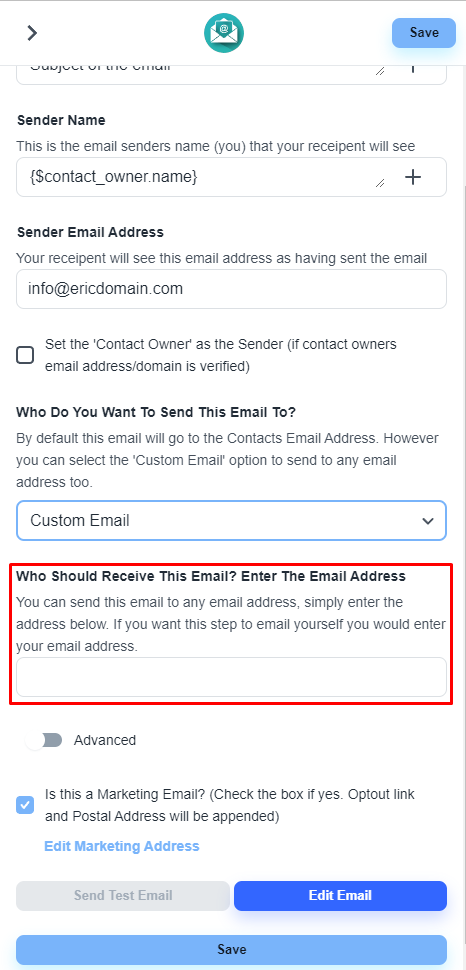 Save
Subject of the email
Sender Name
This is the email senders name (you) that your receipent will see
{$contact_owner.name}
Sender Email Address
Your receipent will see this email address as having sent the email
info@ericdomain.com
Set the 'Contact Owner' as the Sender (if contact owners
email address/domain is verified)
Who Do You Want To Send This Email To?
By default this email will go to the Contacts Email Address. However
you can select the 'Custom Email' option to send to any email
address too.
Custom Email
Who Should Receive This Email? Enter The Email Address
You can send this email to any email address, simply enter the
address below. If you want this step to email yourself you would enter
your email address.
Advanced
Is this a Marketing Email? (Check the box if yes. Optout link
and Postal Address will be appended)
Edit Marketing Address
Send Test Email
Edit Email
Save